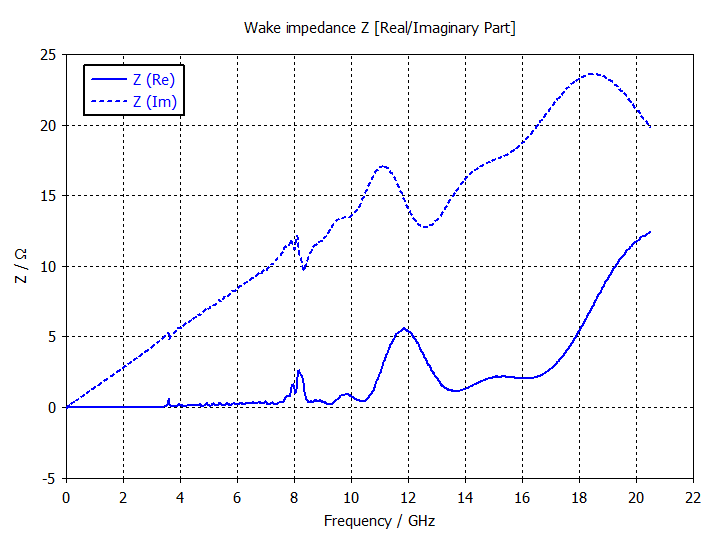 Wake impedance Z [Real/Imaginary Part]
25
Z (Re)
Z (Im)
20
15
Z / Ω
10
5
0
-5
0 2 4 6 8 10 12 14 16 18 20 22
Frequency / GHz